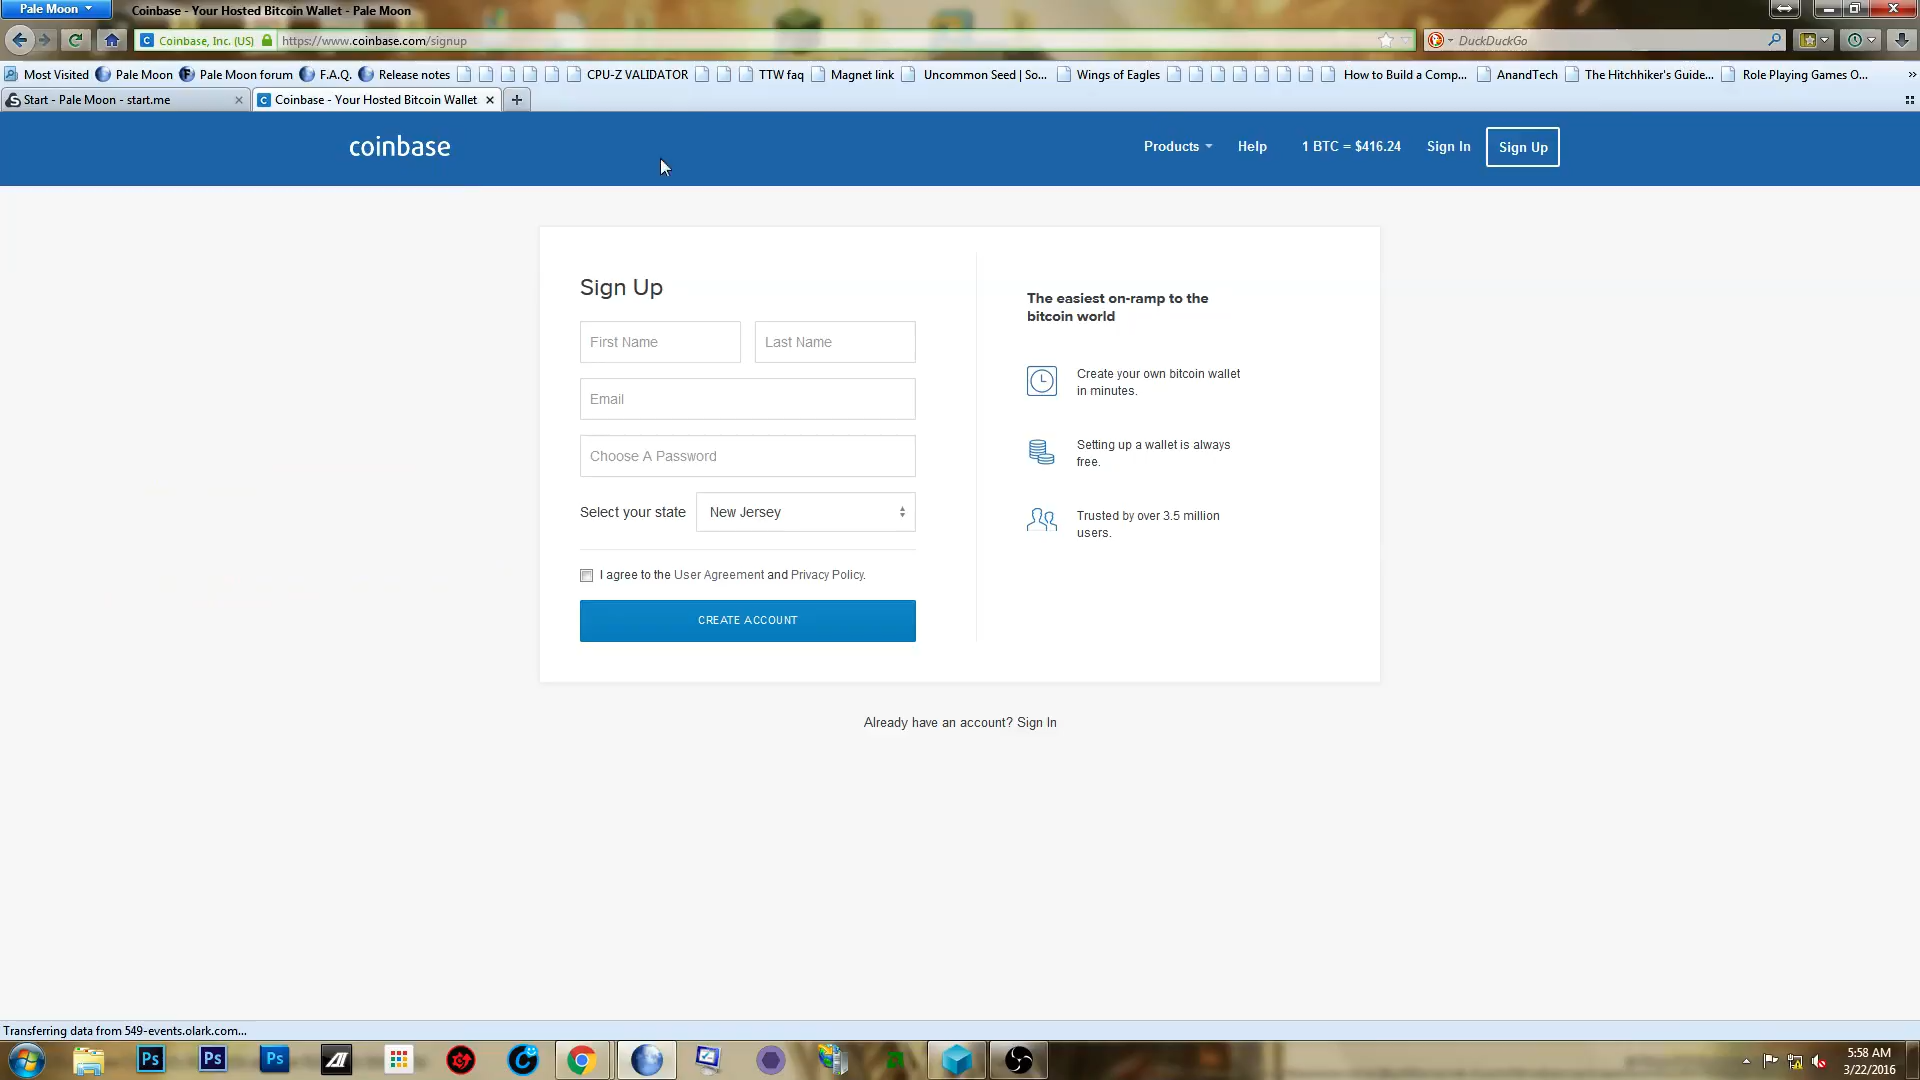 Pale Moon
Coinbase - Your Hosted Bitcoin Wallet - Pale Moon
Coinbase, Inc. (US)
https://www.coinbase.com/signup
DuckDuckGo
Most Visited
Pale Moon
Pale Moon forum
F.A.Q.
Release notes
CPU-Z VALIDATOR
TTW faq
Magnet link
Uncommon Seed | So...
Wings of Eagles
How to Build a Comp...
AnandTech
The Hitchhiker's Guide...
Role Playing Games O...
Start - Pale Moon - start.me
Coinbase - Your Hosted Bitcoin Wallet
coinbase
Products
Help
1 BTC = $416.24
Sign In
Sign Up
Sign Up
First Name
Last Name
Email
Choose A Password
Select your state
New Jersey
I agree to the User Agreement and Privacy Policy.
CREATE ACCOUNT
The easiest on-ramp to the
bitcoin world
Create your own bitcoin wallet
in minutes.
Setting up a wallet is always
free.
Trusted by over 3.5 million
users.
Already have an account? Sign In
Transferring data from 549-events.olark.com...
Ps
Ps
Ps
5:58 AM
3/22/2016